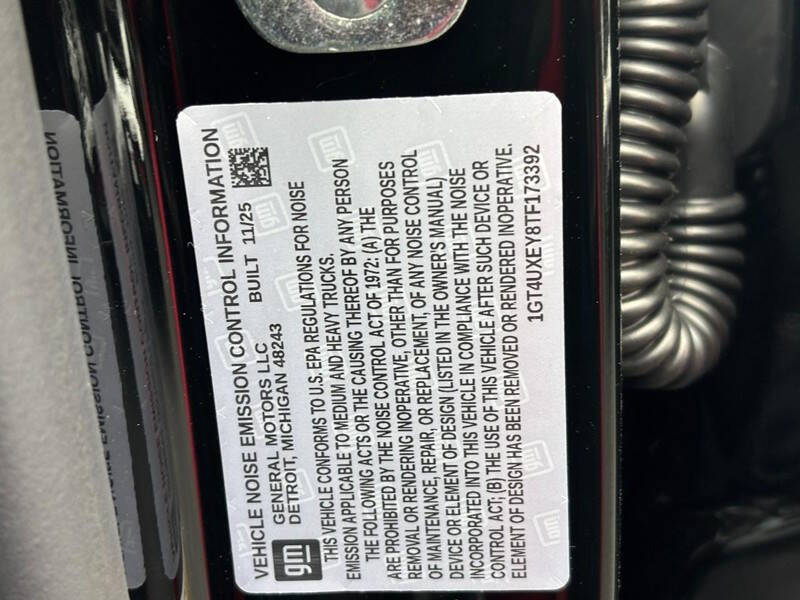 VEHICLE NOISE EMISSION CONTROL INFORMATION
gm
GENERAL MOTORS LLC
DETROIT, MICHIGAN 48243
BUILT 11/25
THIS VEHICLE CONFORMS TO U.S. EPA REGULATIONS FOR NOISE
EMISSION APPLICABLE TO MEDIUM AND HEAVY TRUCKS.
THE FOLLOWING ACTS OR THE CAUSING THEREOF BY ANY PERSON
ARE PROHIBITED BY THE NOISE CONTROL ACT OF 1972: (A) THE
REMOVAL OR RENDERING INOPERATIVE, OTHER THAN FOR PURPOSES
OF MAINTENANCE, REPAIR, OR REPLACEMENT, OF ANY NOISE CONTROL
DEVICE OR ELEMENT OF DESIGN (LISTED IN THE OWNER'S MANUAL)
INCORPORATED INTO THIS VEHICLE IN COMPLIANCE WITH THE NOISE
CONTROL ACT; (B) THE USE OF THIS VEHICLE AFTER SUCH DEVICE OR
ELEMENT OF DESIGN HAS BEEN REMOVED OR RENDERED INOPERATIVE.
1GT4UXEY8TF173392